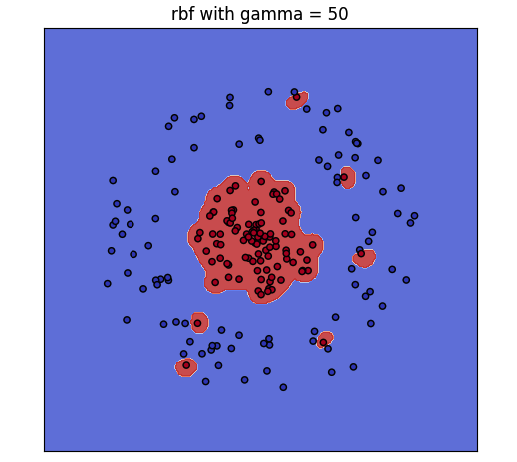 rbf with gamma = 50